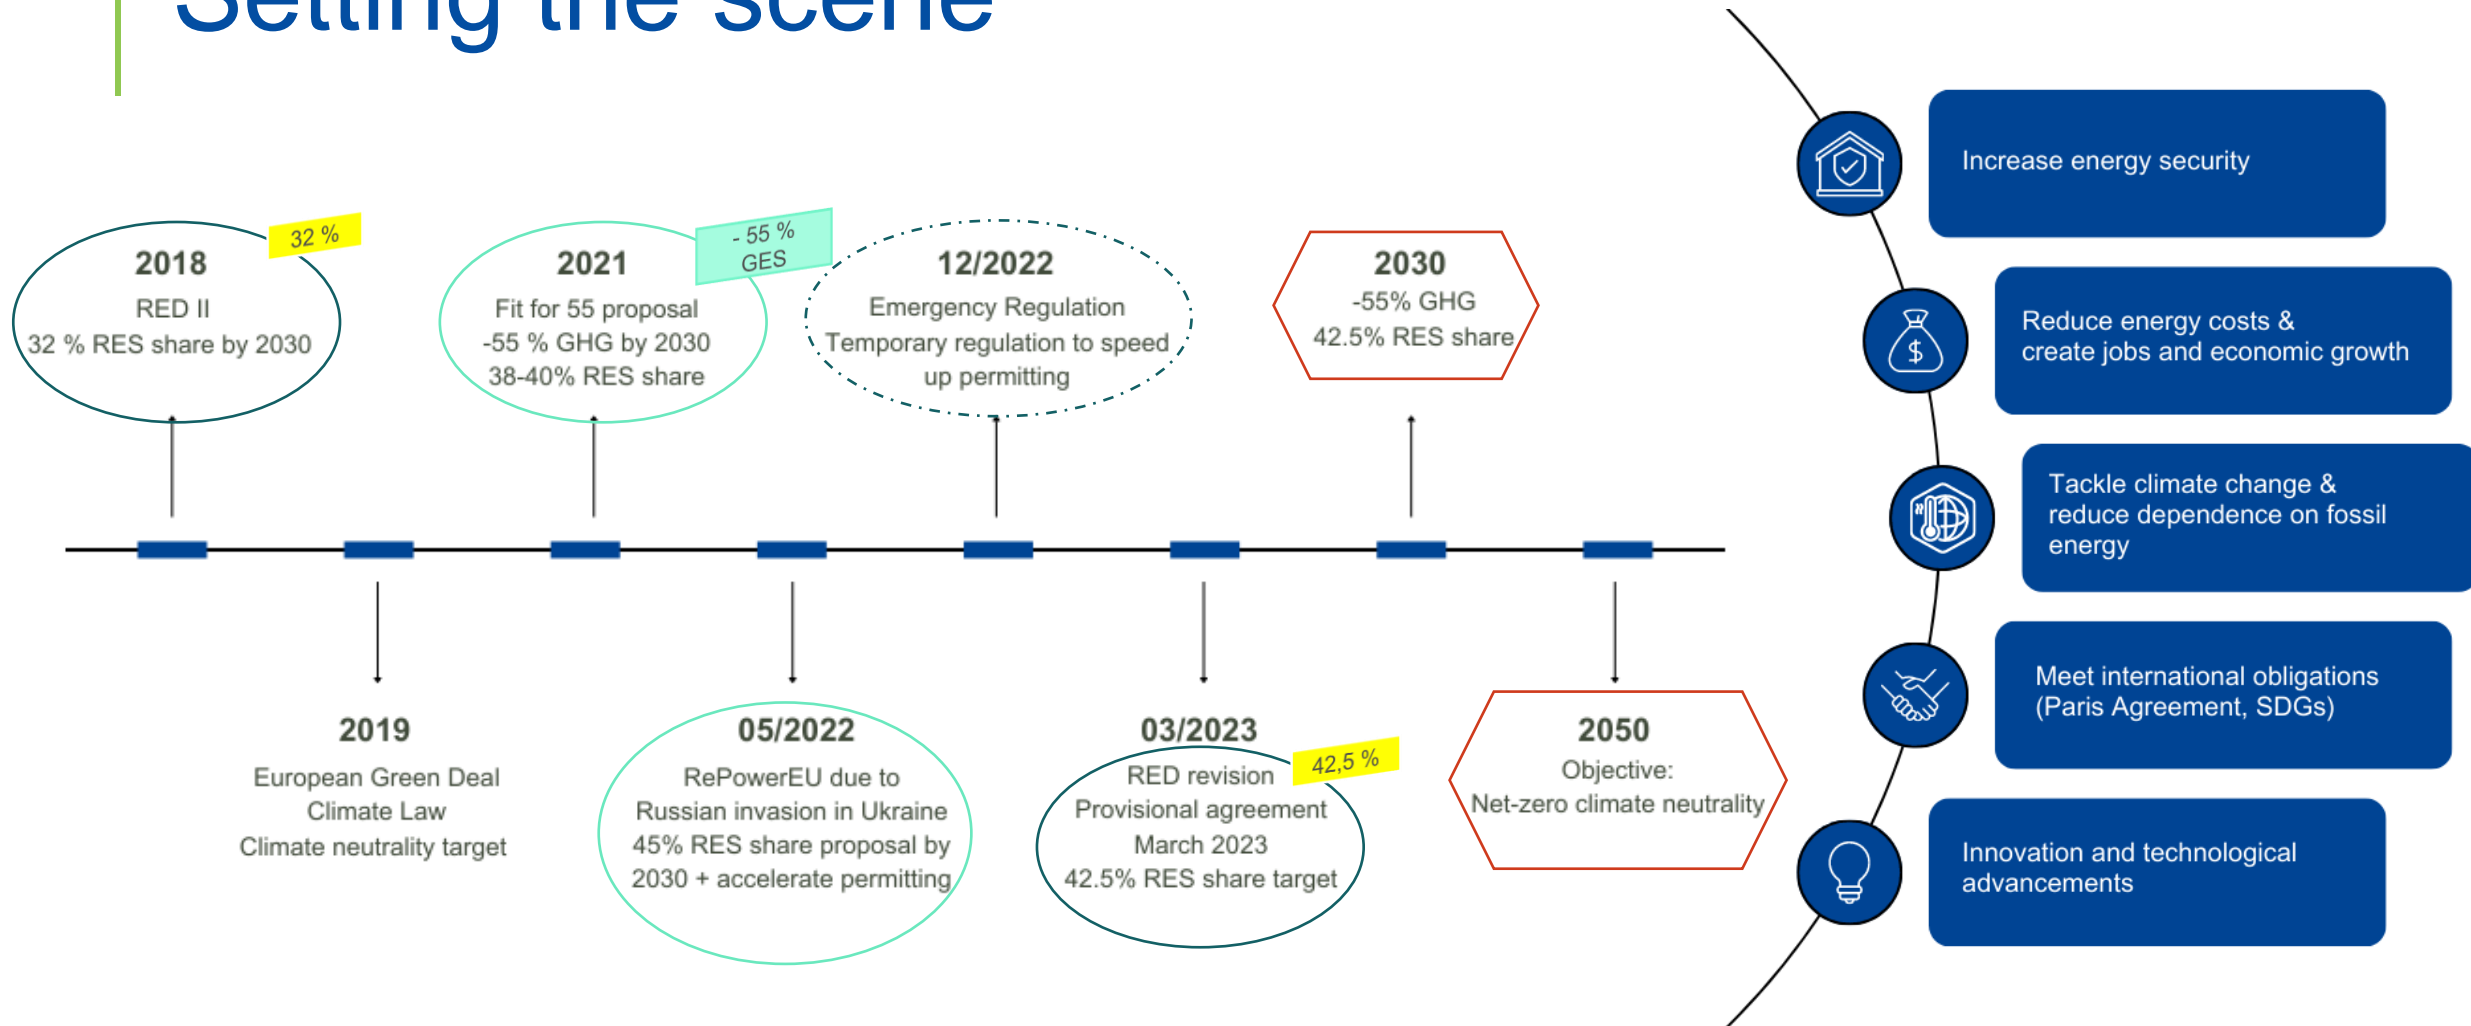 Setting the scene
32 %
2018
RED II
32 % RES share by 2030
- 55 %
GES
2021
Fit for 55 proposal
-55 % GHG by 2030
38-40% RES share
12/2022
Emergency Regulation
Temporary regulation to speed
up permitting
2030
-55% GHG
42.5% RES share
2019
European Green Deal
Climate Law
Climate neutrality target
05/2022
RePowerEU due to
Russian invasion in Ukraine
45% RES share proposal by
2030 + accelerate permitting
03/2023
42,5 %
RED revision
Provisional agreement
March 2023
42.5% RES share target
2050
Objective:
Net-zero climate neutrality
Increase energy security
Reduce energy costs &
create jobs and economic growth
Tackle climate change &
reduce dependence on fossil
energy
Meet international obligations
(Paris Agreement, SDGs)
Innovation and technological
advancements